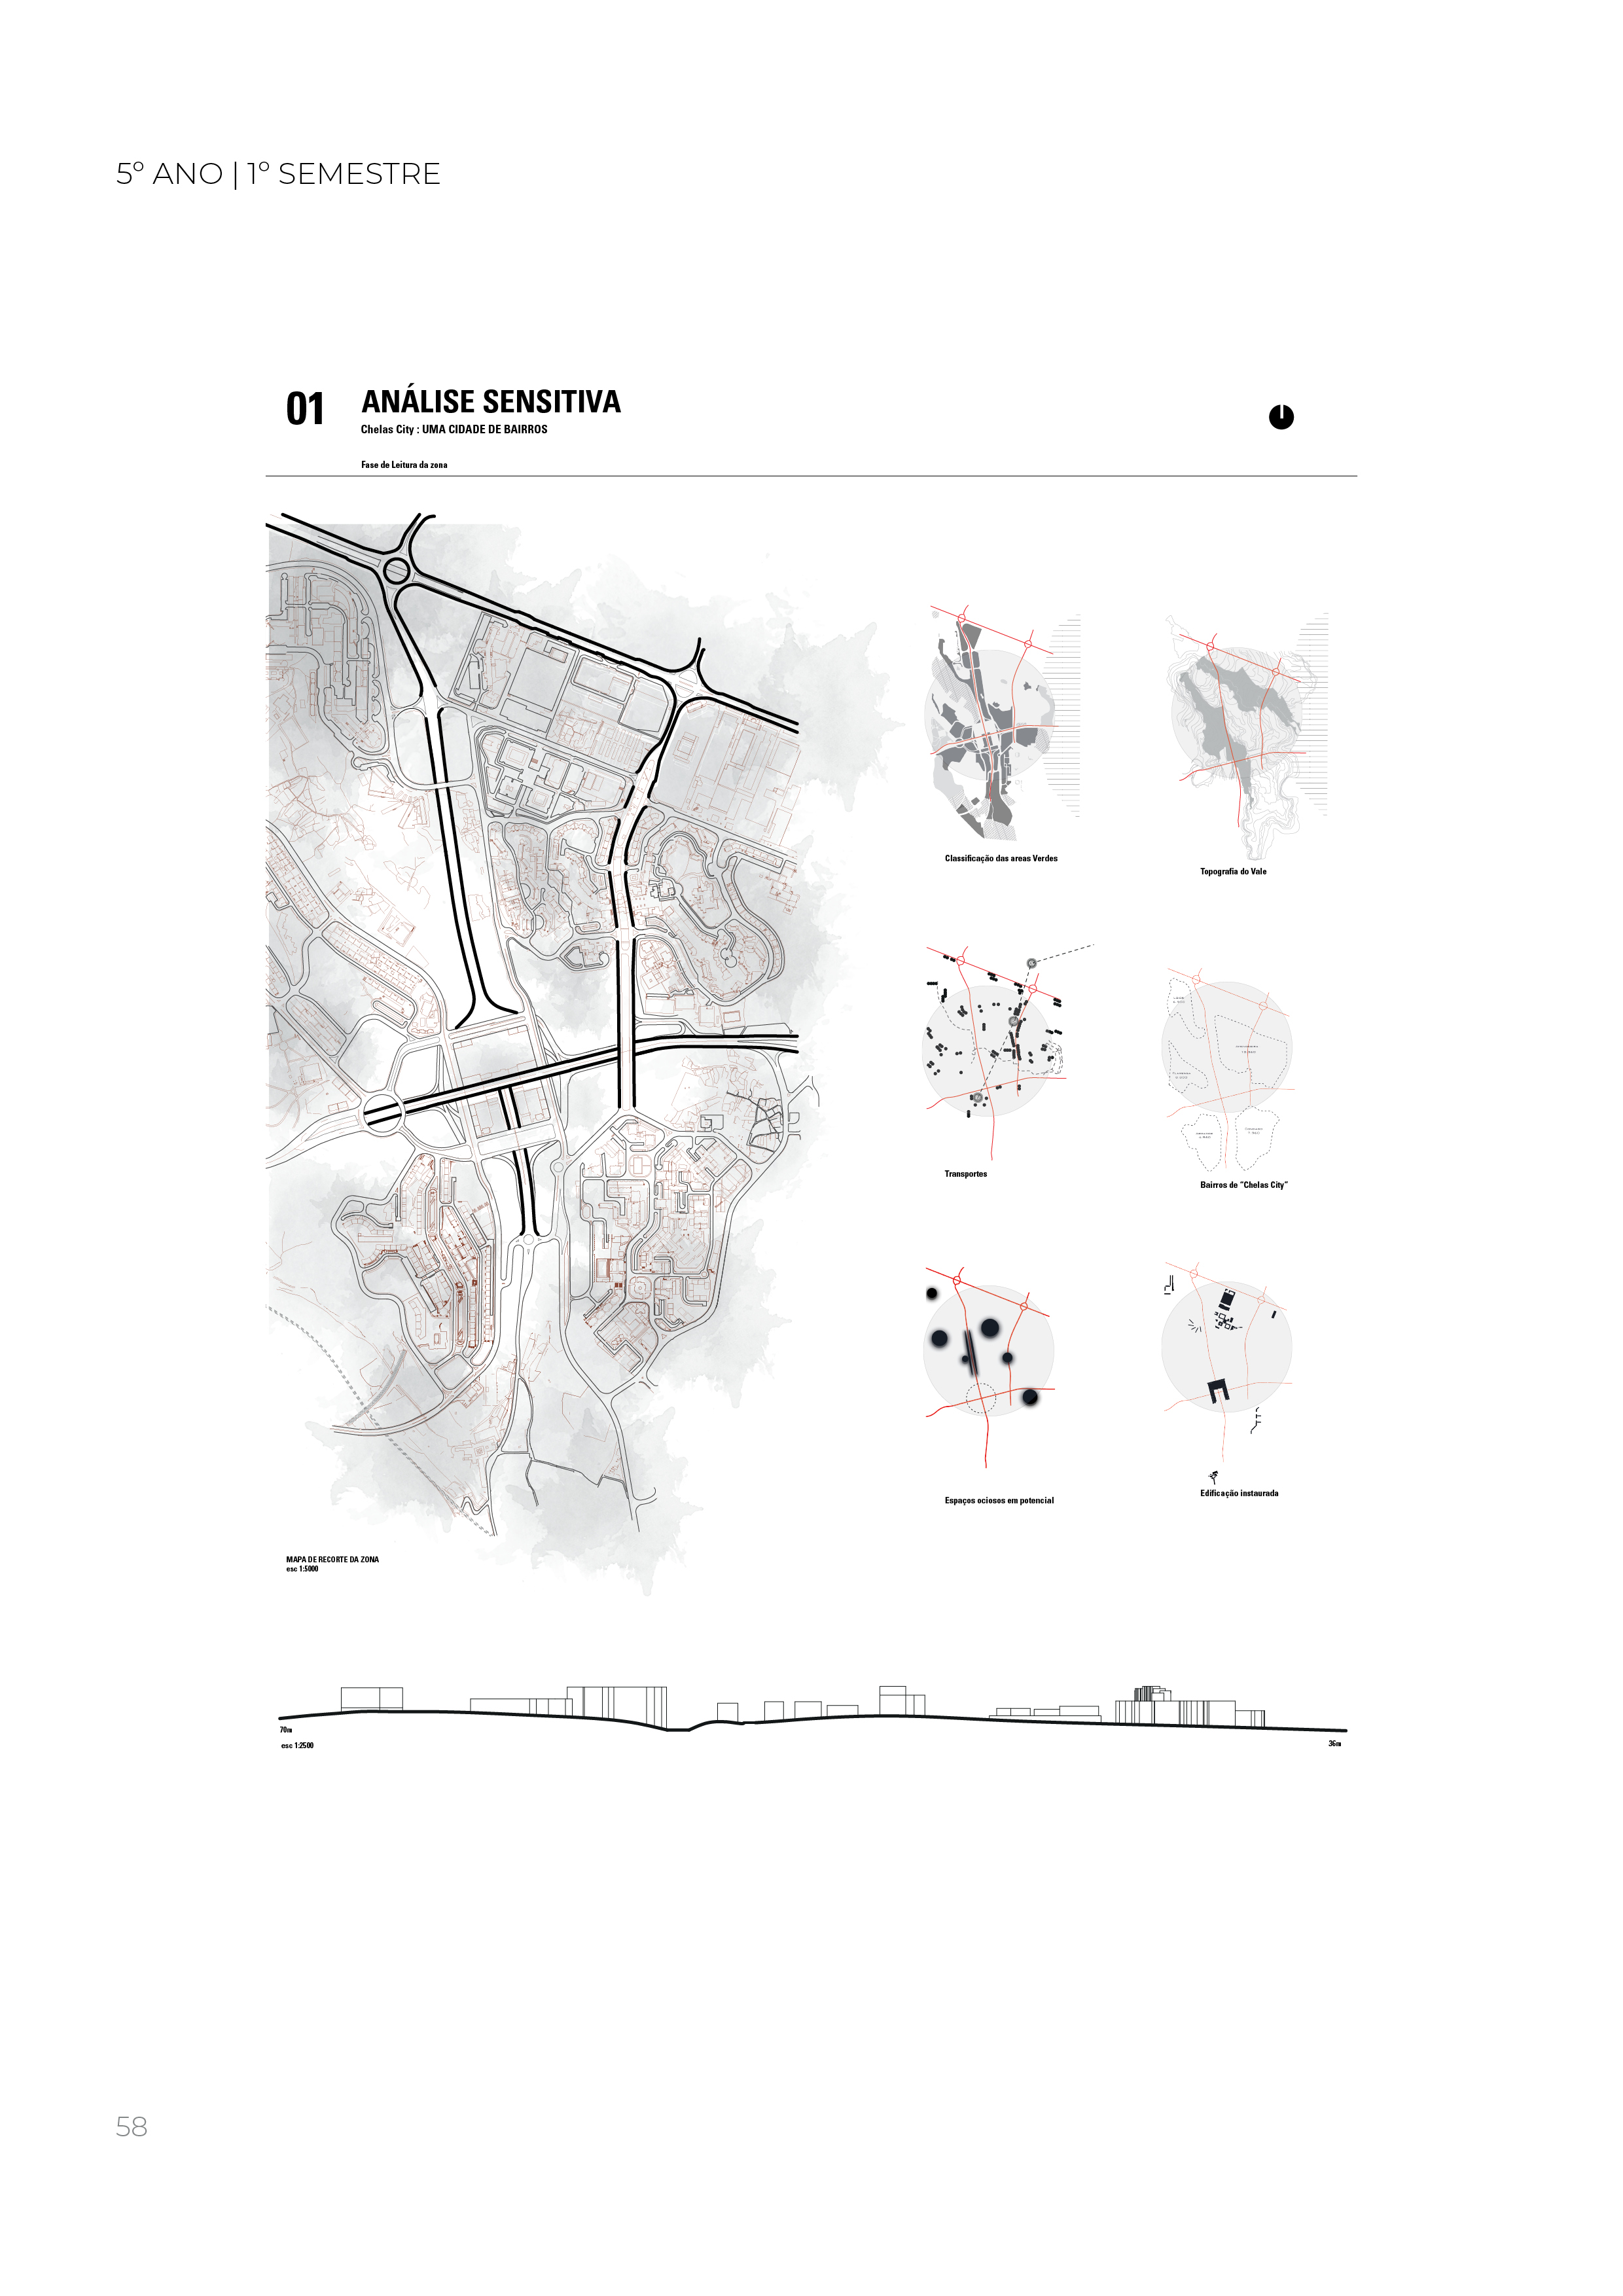 5º ANO | 1º SEMESTRE
01
ANÁLISE SENSITIVA
Chelas City : UMA CIDADE DE BAIRROS
Fase de Leitura da zona
Classificação das areas Verdes
Topografia do Vale
Transportes
Bairros de "Chelas City"
Espaços ociosos em potencial
Edificação instaurada
MAPA DE RECORTE DA ZONA
esc 1:5000
70m
esc 1:2500
36m
58